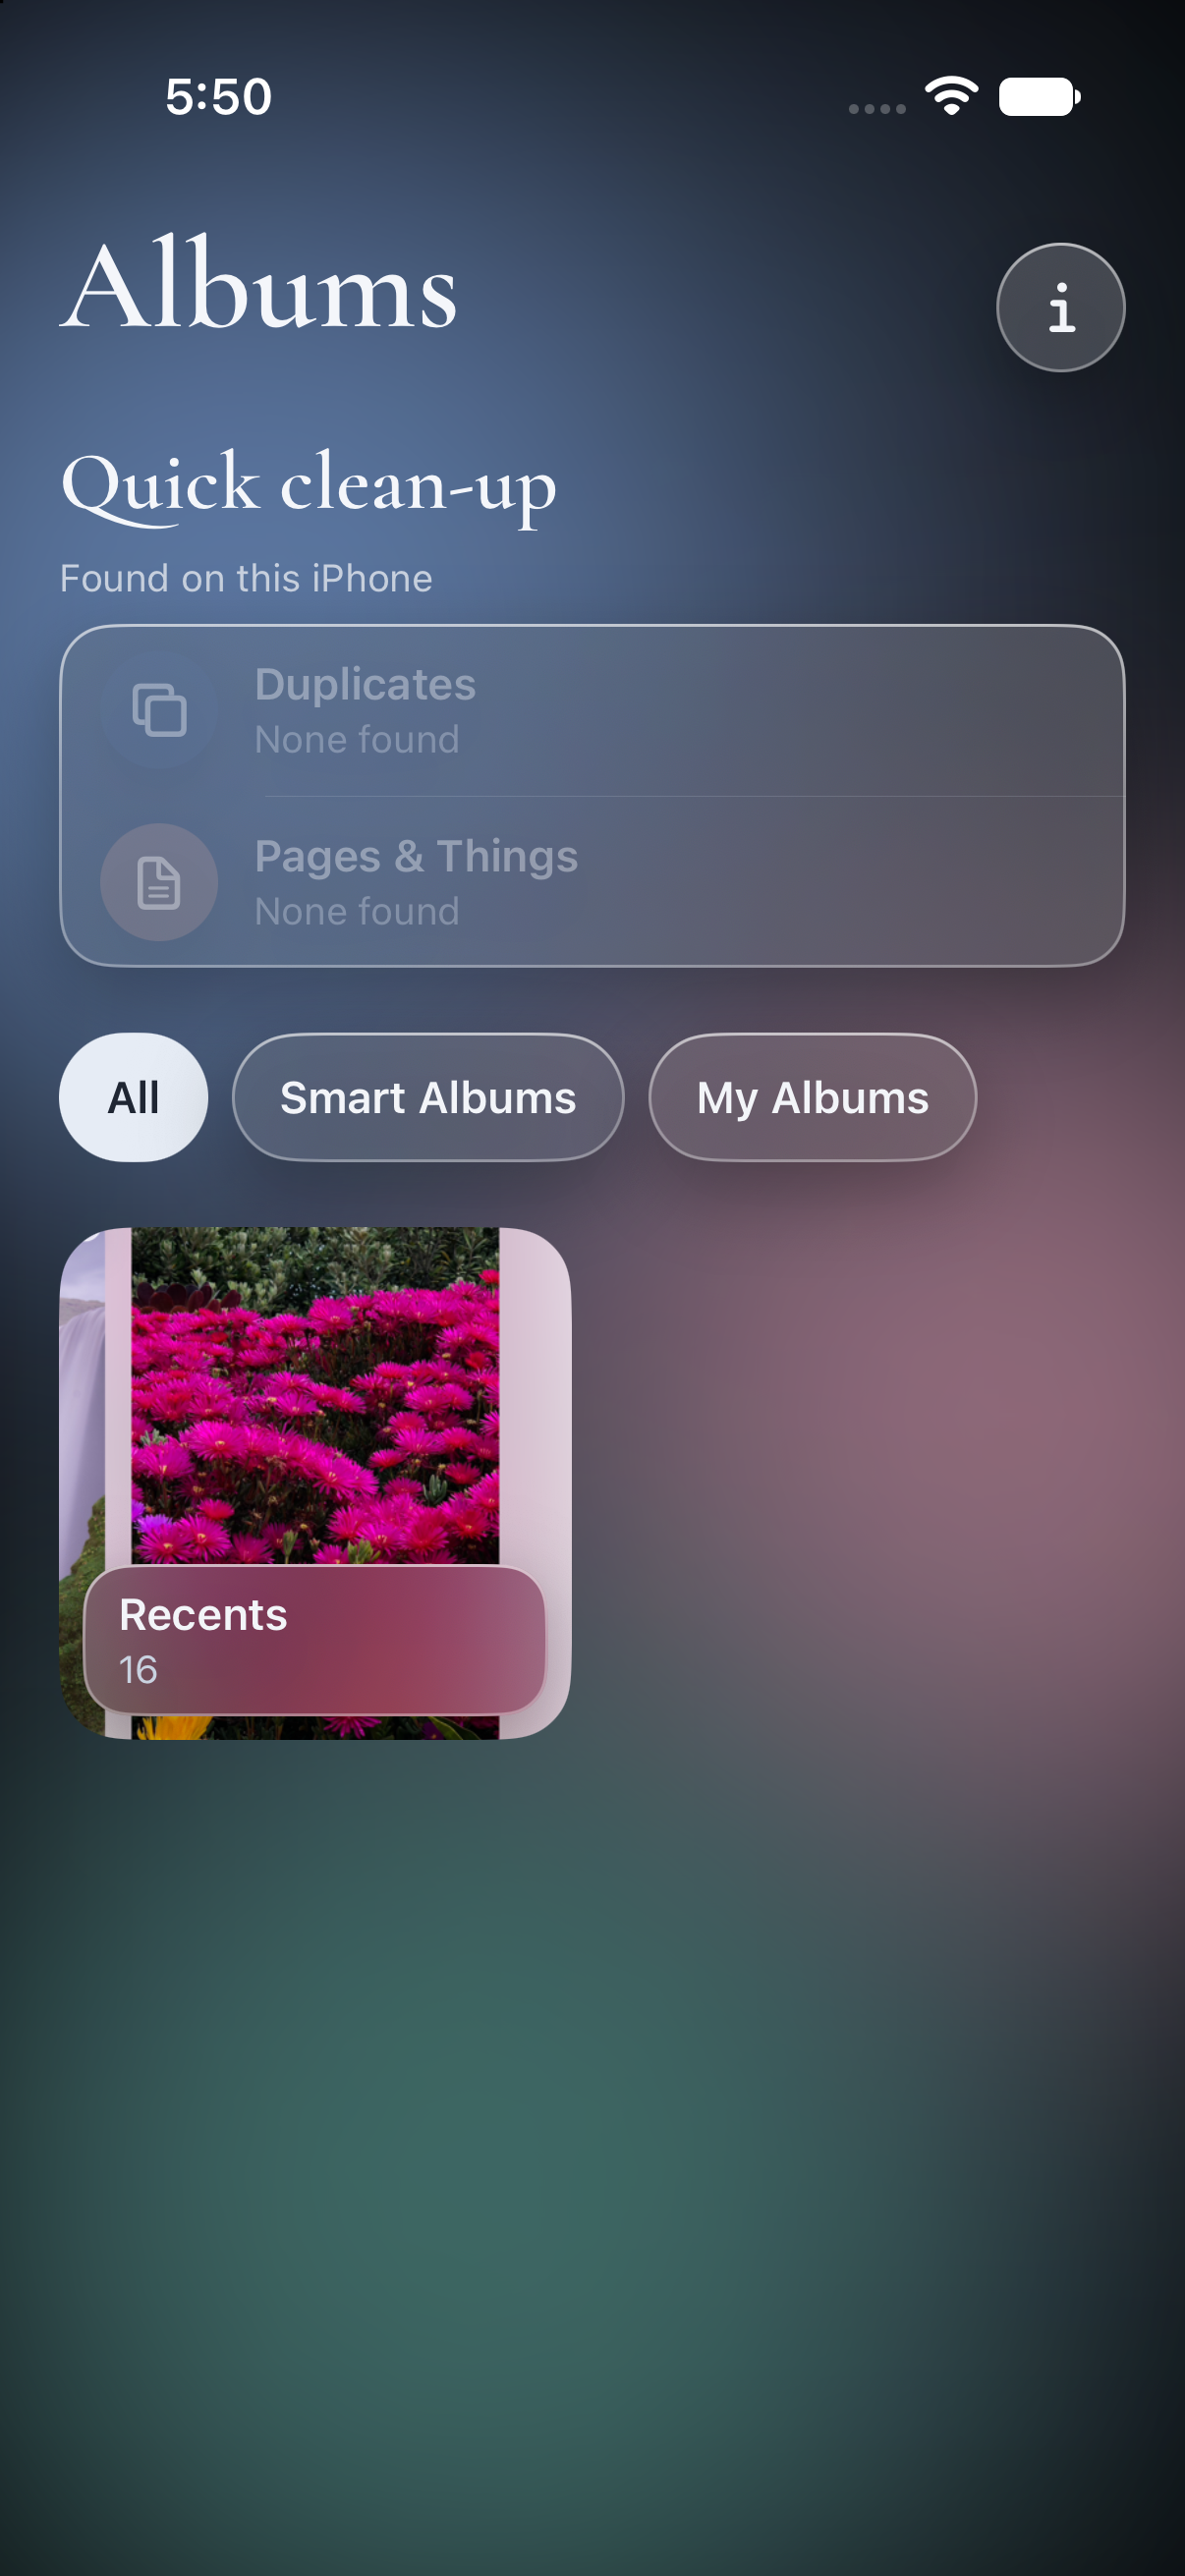 5:50
Albums
Quick clean-up
Found on this iPhone
Duplicates
None found
Pages & Things
None found
All
Smart Albums
My Albums
Recents
16